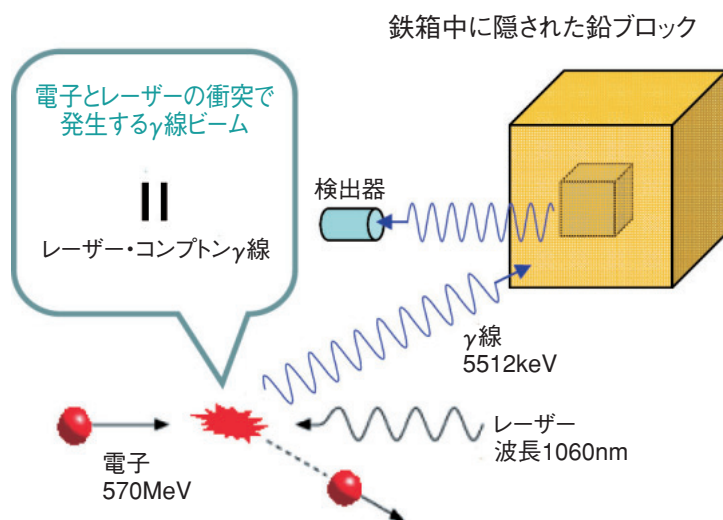 鉄箱中に隠された鉛ブロック
電子とレーザーの衝突で
発生するγ線ビーム
レーザー・コンプトンγ線
検出器
γ線
5512keV
レーザー
波長1060nm
電子
570MeV